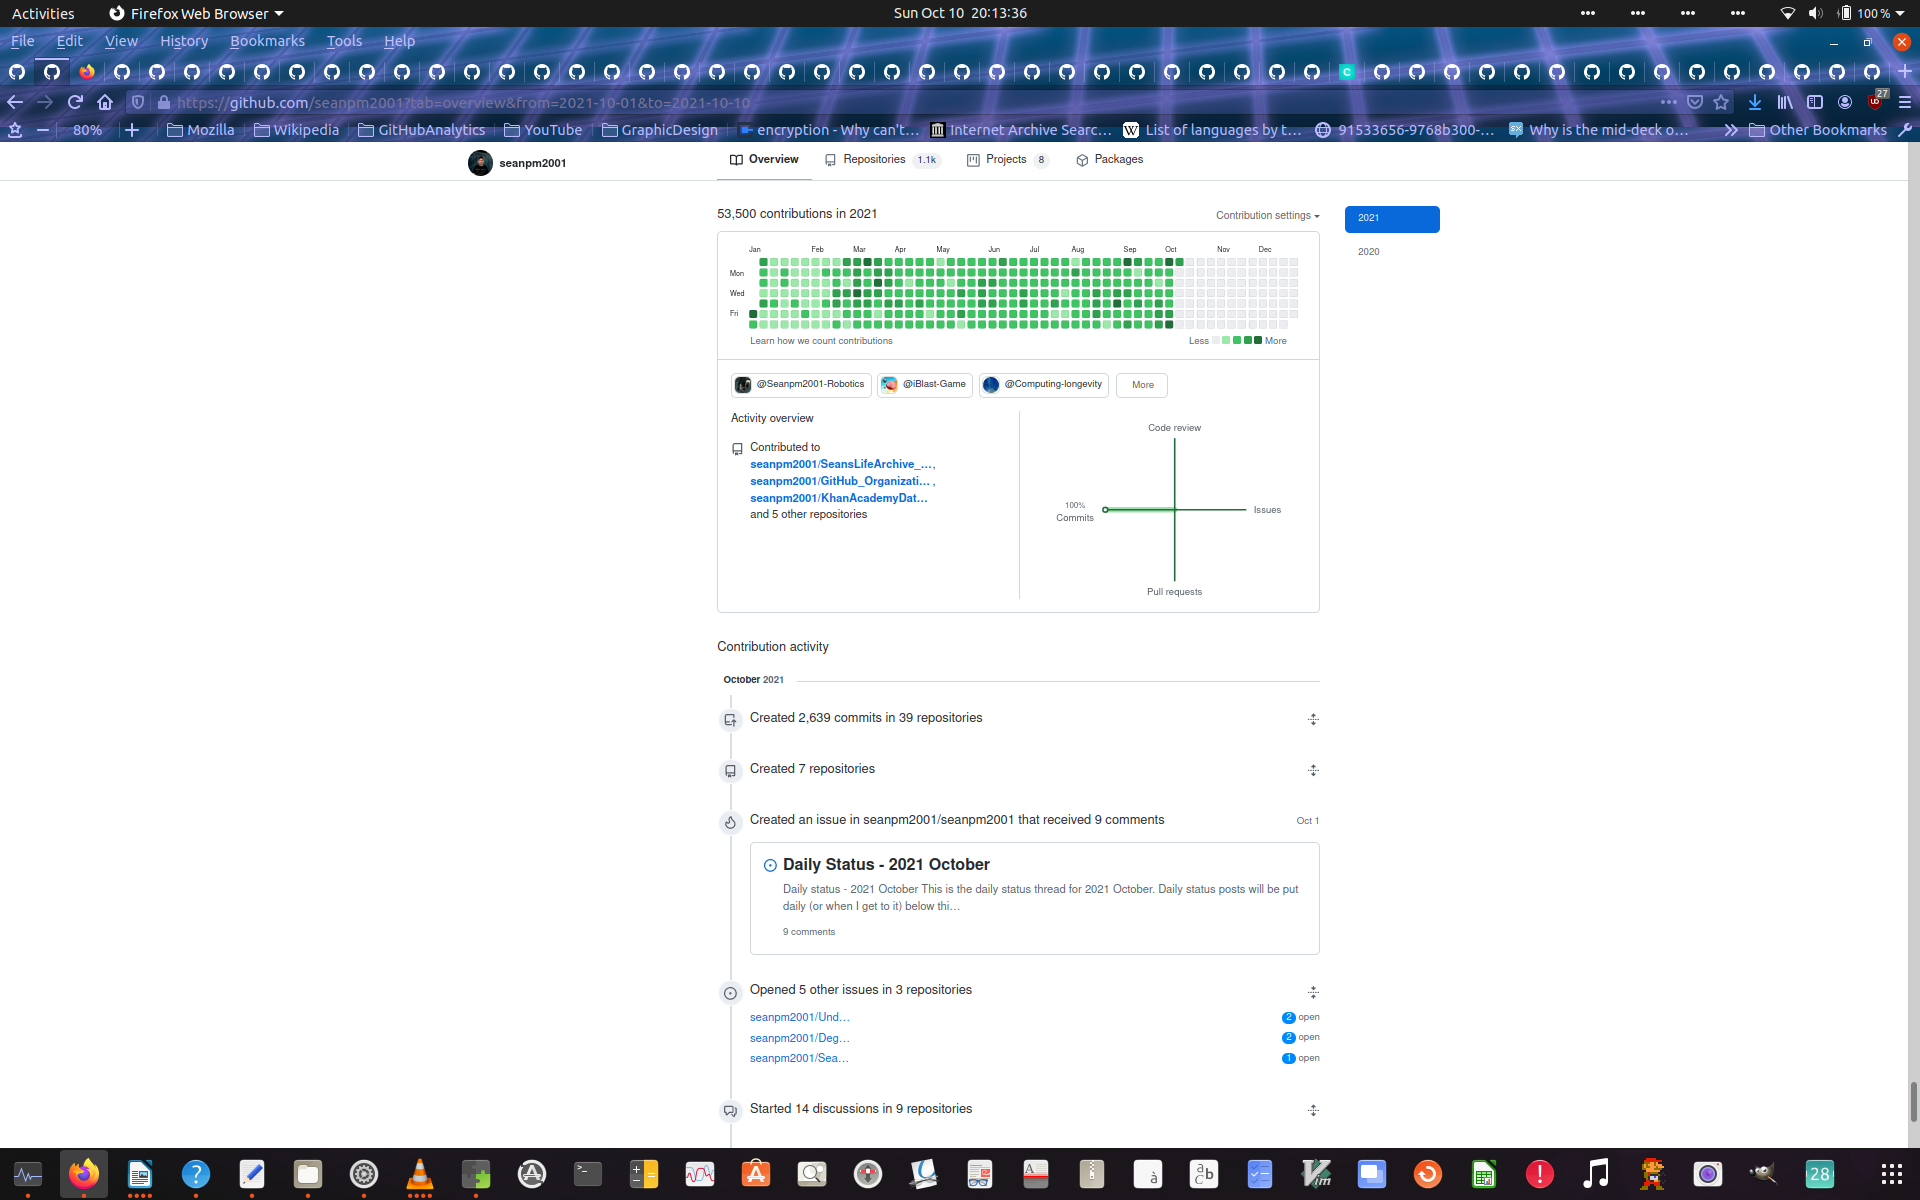 Activities Firefox Web Browser Sun Oct 10 20:13:36 100 %
File Edit View History Bookmarks Tools Help
https://github.com/seanpm2001?tab=overview&from=2021-10-01&to=2021-10-10 27
80% Mozilla Wikipedia GitHubAnalytics YouTube GraphicDesign encryption - Why can't… Internet Archive Searc… List of languages by t… 91533656-9768b300-… Why is the mid-deck o… Other Bookmarks
seanpm2001 Overview Repositories 1.1k Projects 8 Packages
53,500 contributions in 2021 Contribution settings 2021
2020
Jan Feb Mar Apr May Jun Jul Aug Sep Oct Nov Dec
Mon
Wed
Fri
Learn how we count contributions Less More
@Seanpm2001-Robotics @iBlast-Game @Computing-longevity More
Activity overview
Contributed to
seanpm2001/SeansLifeArchive_…,
seanpm2001/GitHub_Organizati… ,
seanpm2001/KhanAcademyDat…
and 5 other repositories
Code review
100%
Commits
Issues
Pull requests
Contribution activity
October 2021
Created 2,639 commits in 39 repositories
Created 7 repositories
Created an issue in seanpm2001/seanpm2001 that received 9 comments Oct 1
Daily Status - 2021 October
Daily status - 2021 October This is the daily status thread for 2021 October. Daily status posts will be put
daily (or when I get to it) below thi…
9 comments
Opened 5 other issues in 3 repositories
seanpm2001/Und… 2 open
seanpm2001/Deg… 2 open
seanpm2001/Sea… 1 open
Started 14 discussions in 9 repositories
28